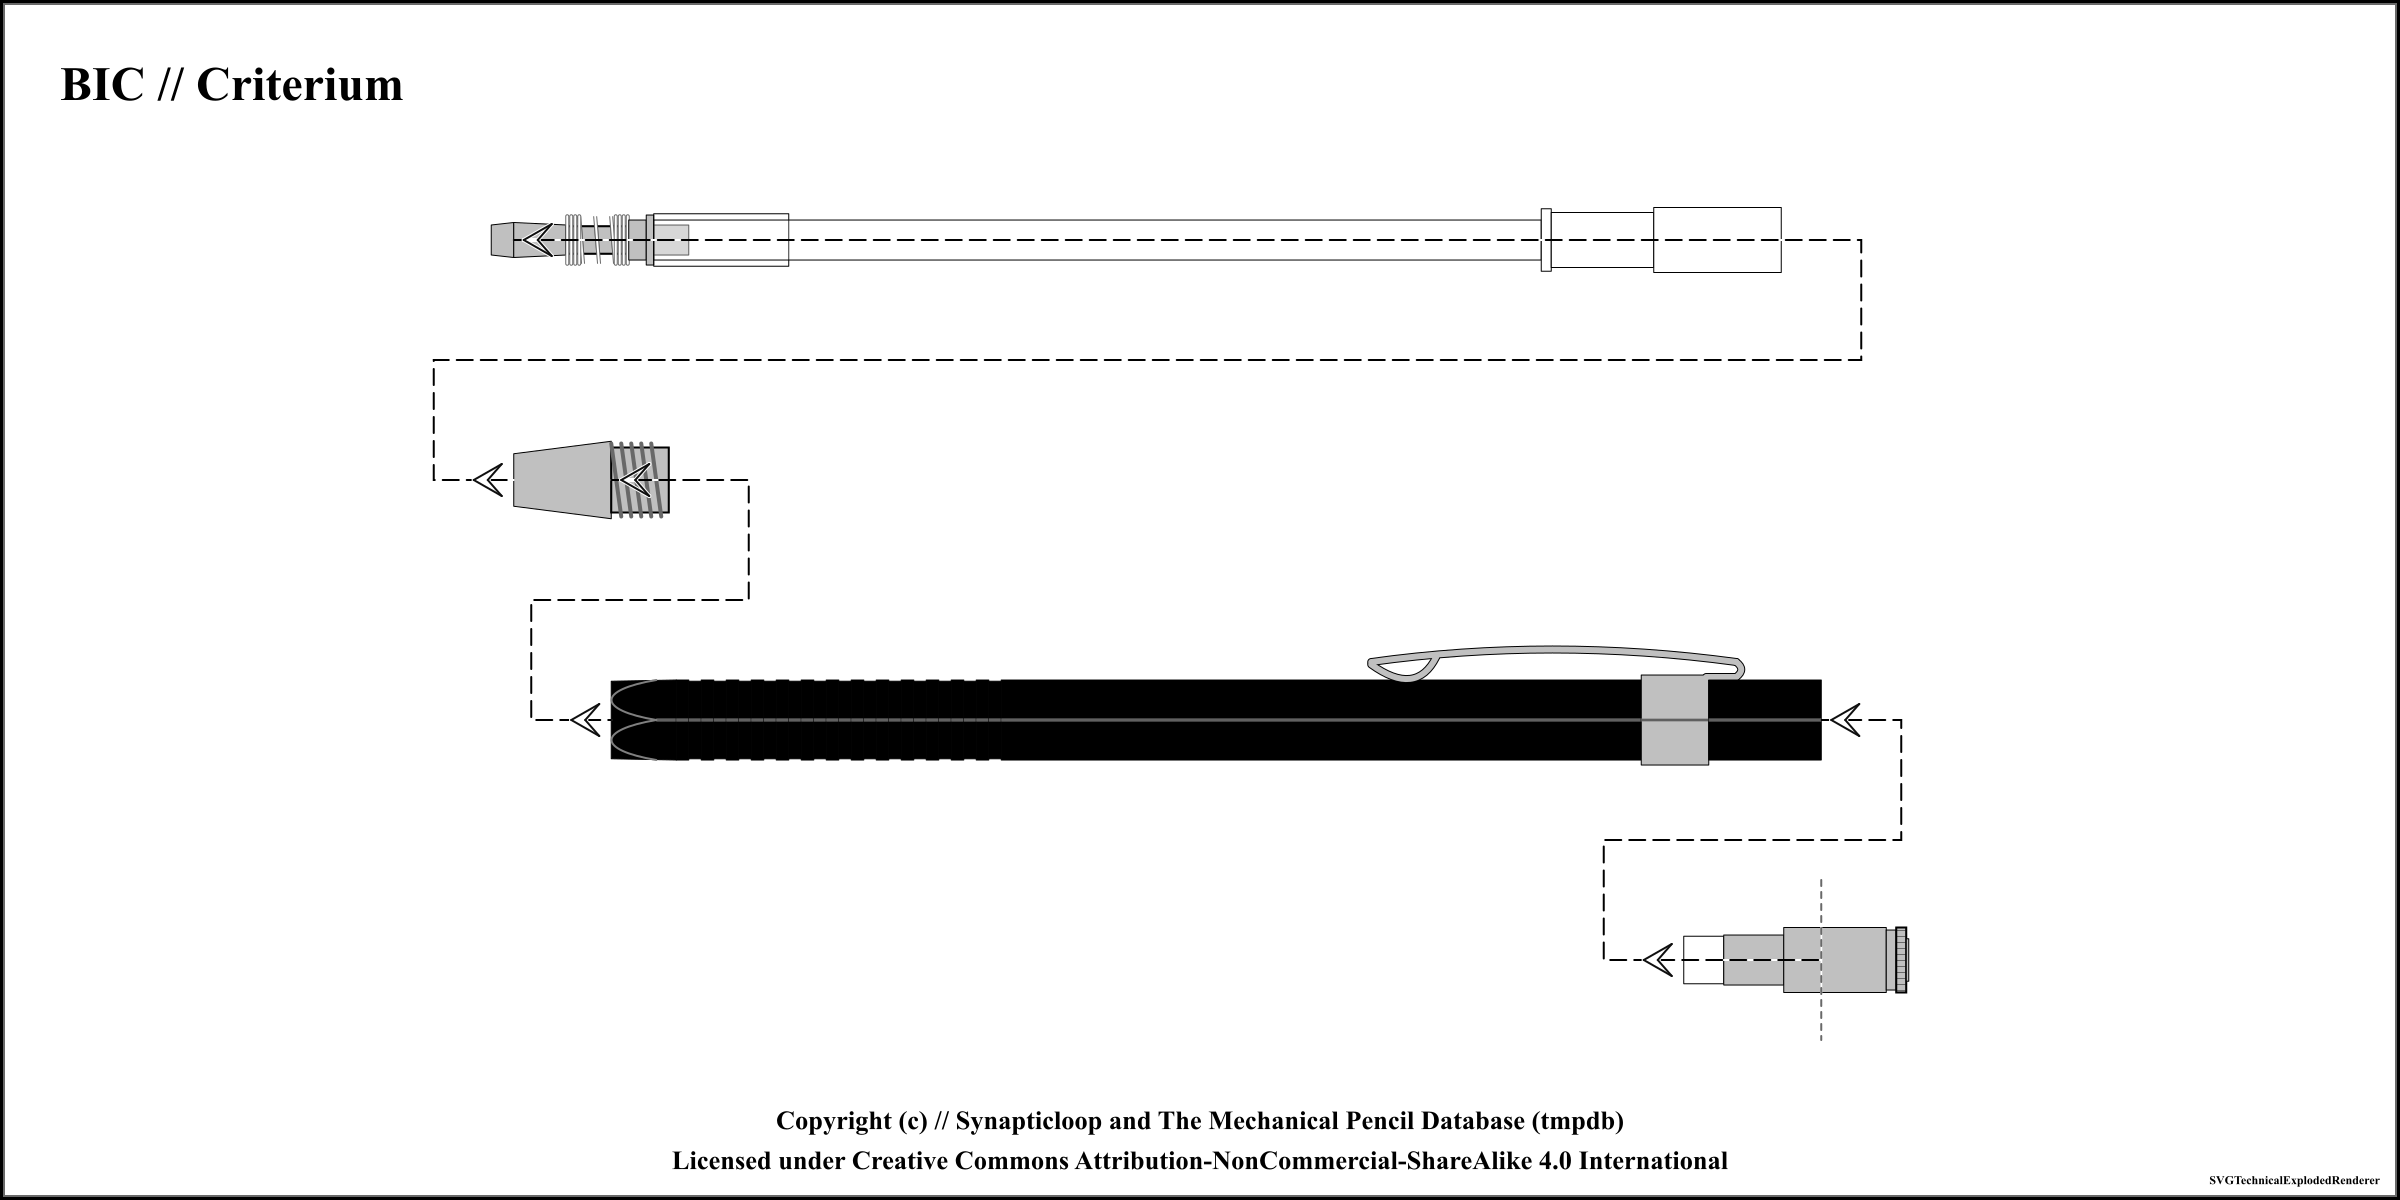 BIC // Criterium
Copyright (c) // Synapticloop and The Mechanical Pencil Database (tmpdb)
Licensed under Creative Commons Attribution-NonCommercial-ShareAlike 4.0 International
SVGTechnicalExplodedRenderer